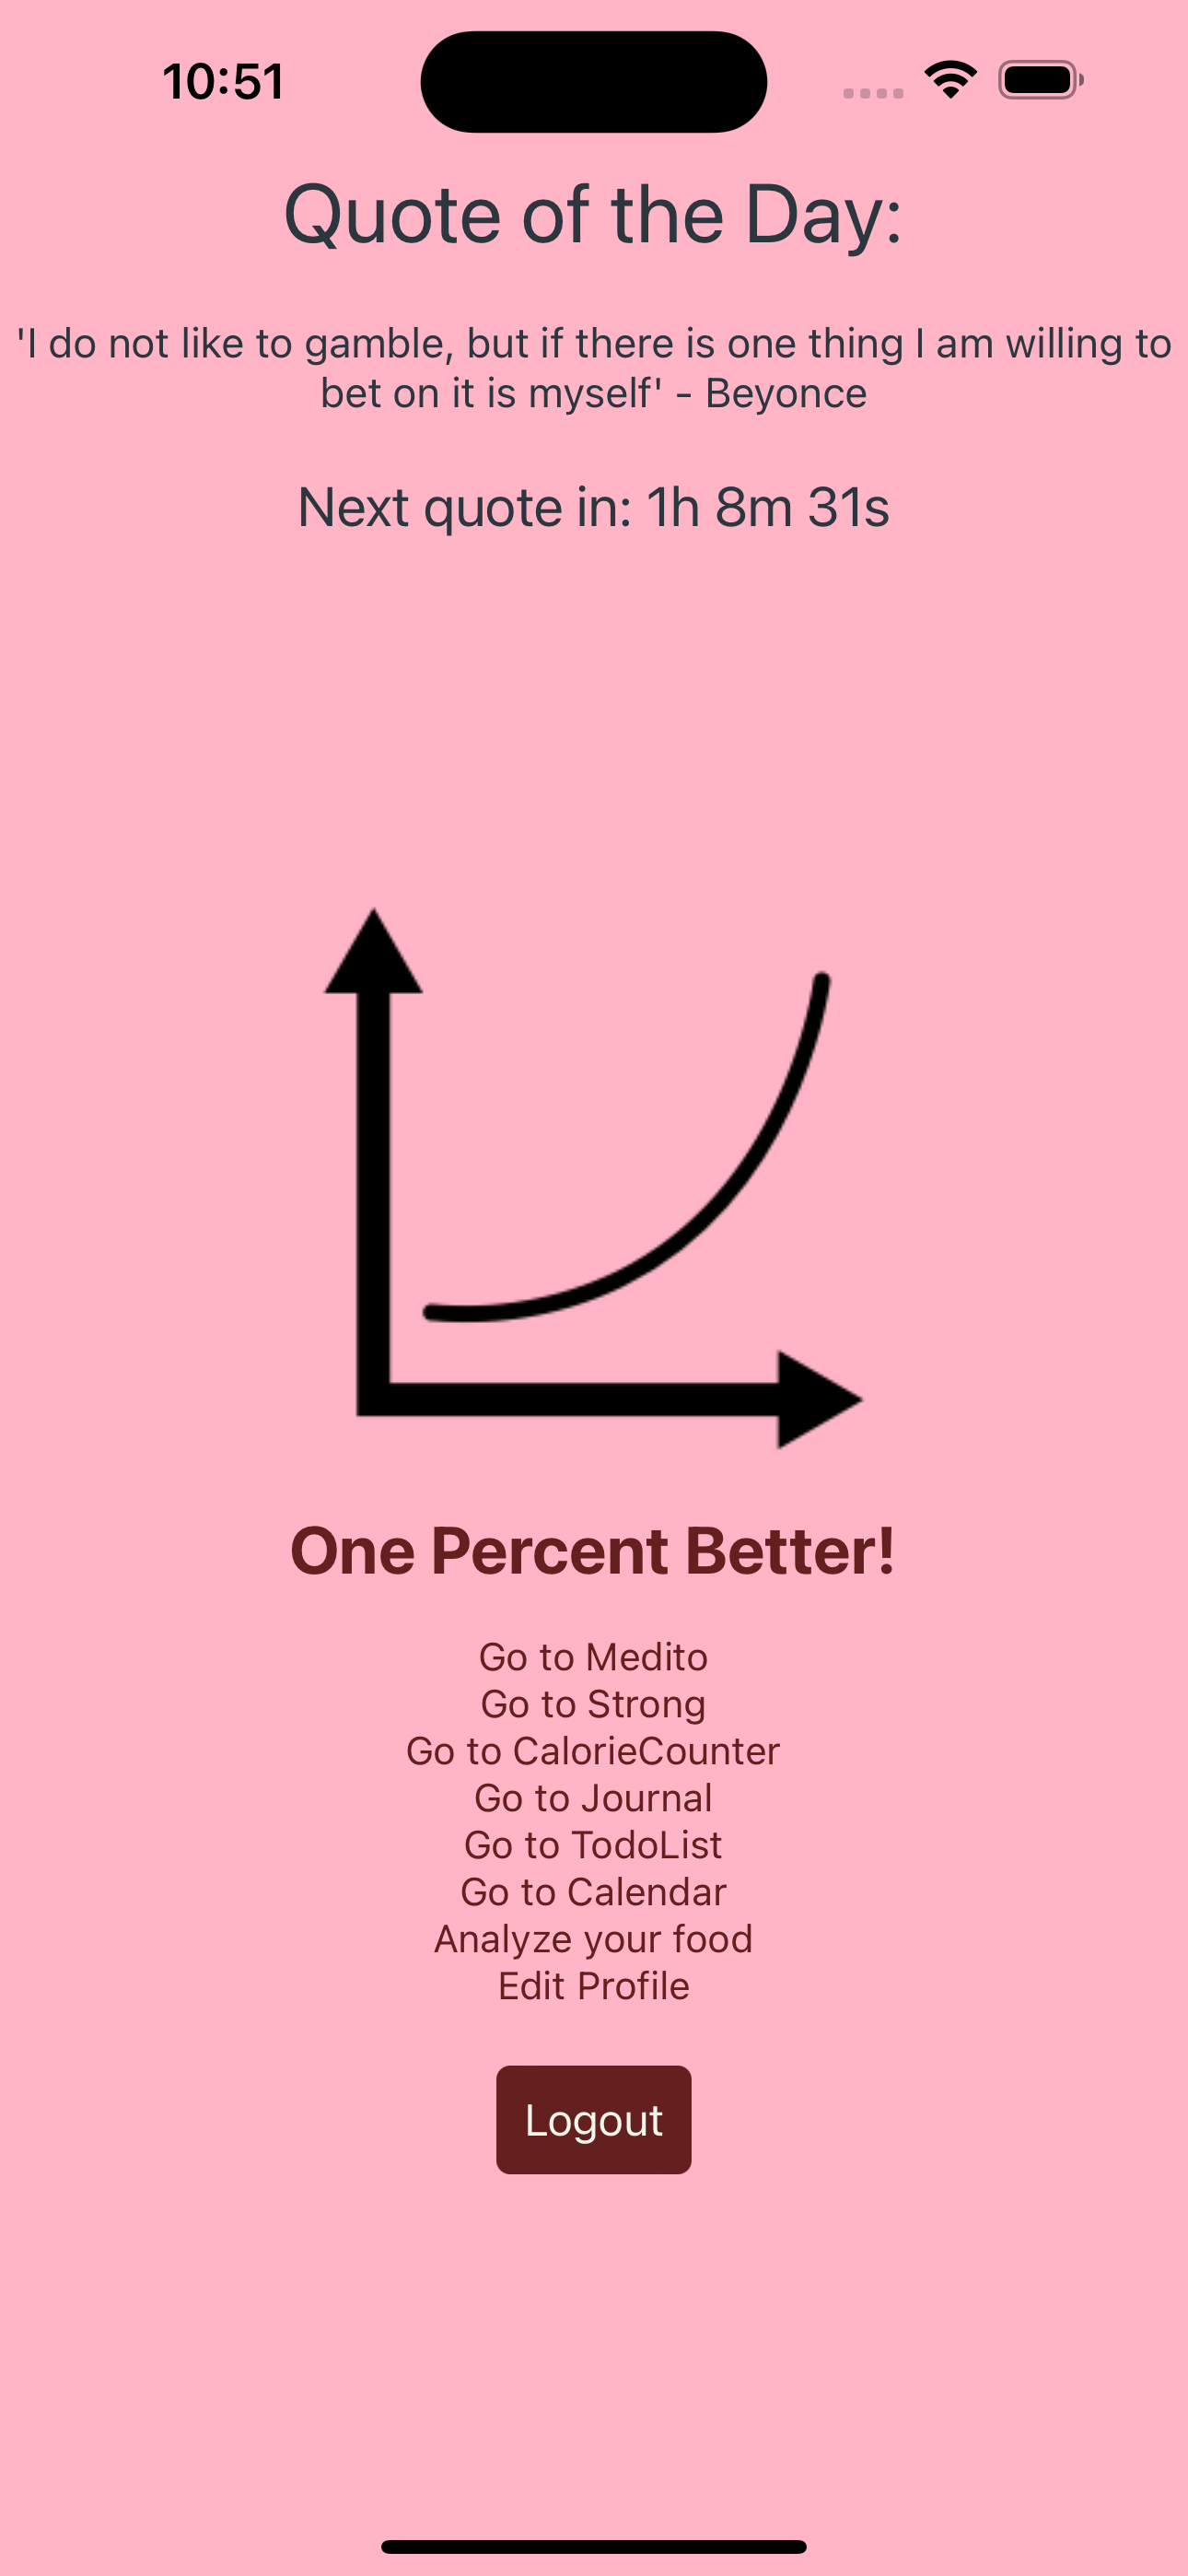 10:51
Quote of the Day:
'I do not like to gamble, but if there is one thing I am willing to
bet on it is myself' - Beyonce
Next quote in: 1h 8m 31s
One Percent Better!
Go to Medito
Go to Strong
Go to CalorieCounter
Go to Journal
Go to TodoList
Go to Calendar
Analyze your food
Edit Profile
Logout